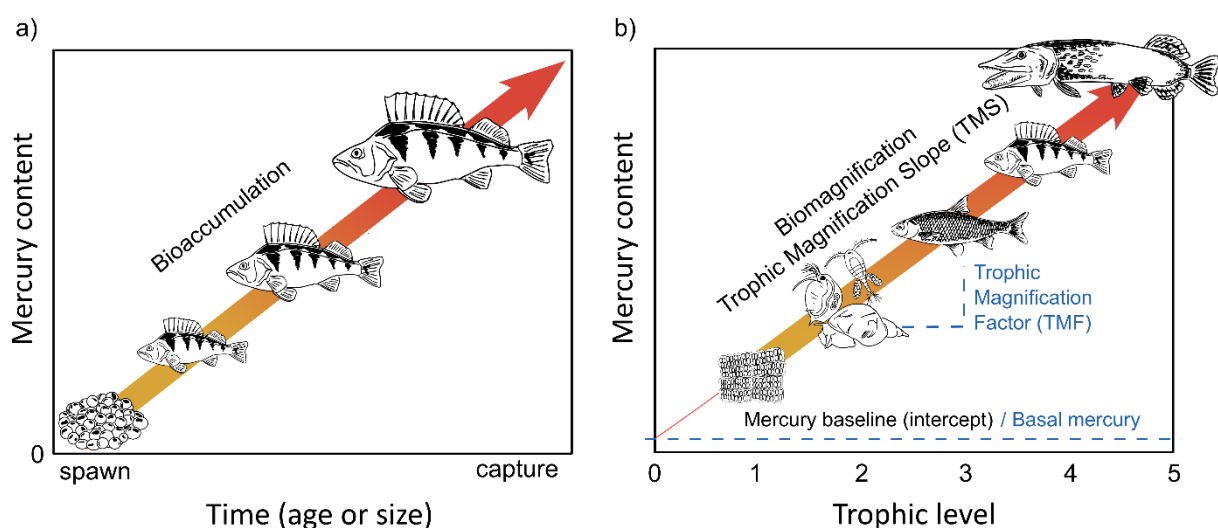 a)
Mercury content
Bioaccumulation
0
spawn
capture
Time (age or size)
b)
Mercury content
Biomagnification
Trophic Magnification Slope (TMS)
Trophic
Magnification
Factor (TMF)
Mercury baseline (intercept) / Basal mercury
0 1 2 3 4 5
Trophic level